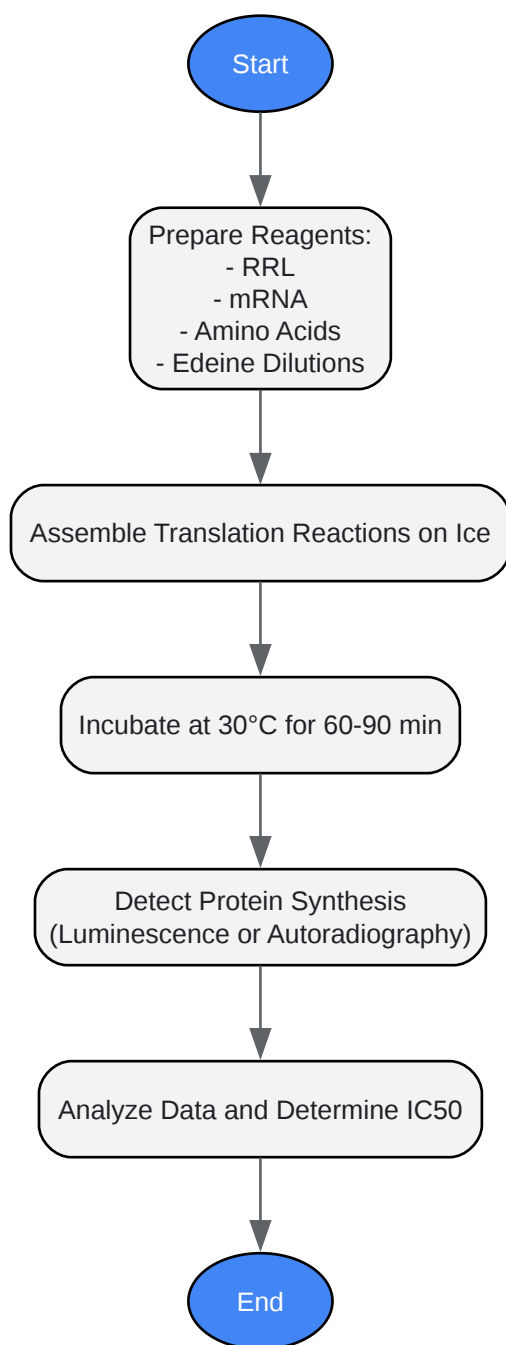 Start
Prepare Reagents:
- RRL
- mRNA
- Amino Acids
- Edeine Dilutions
Assemble Translation Reactions on Ice
Incubate at 30°C for 60-90 min
Detect Protein Synthesis
(Luminescence or Autoradiography)
Analyze Data and Determine IC50
End